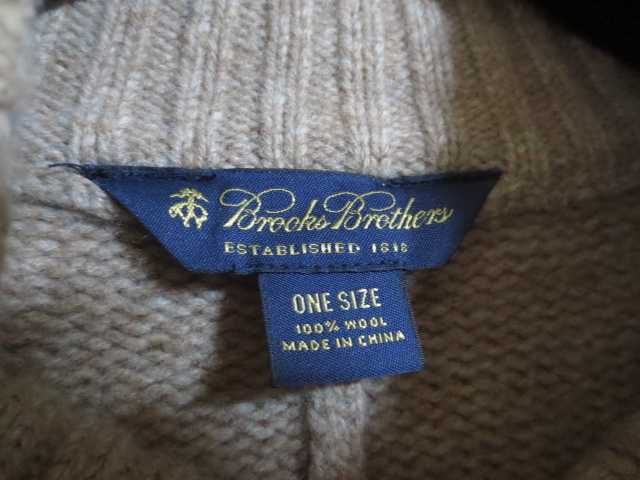 Brooks Brothers
ESTABLISHED 1818
ONE SIZE
100% WOOL
MADE IN CHINA